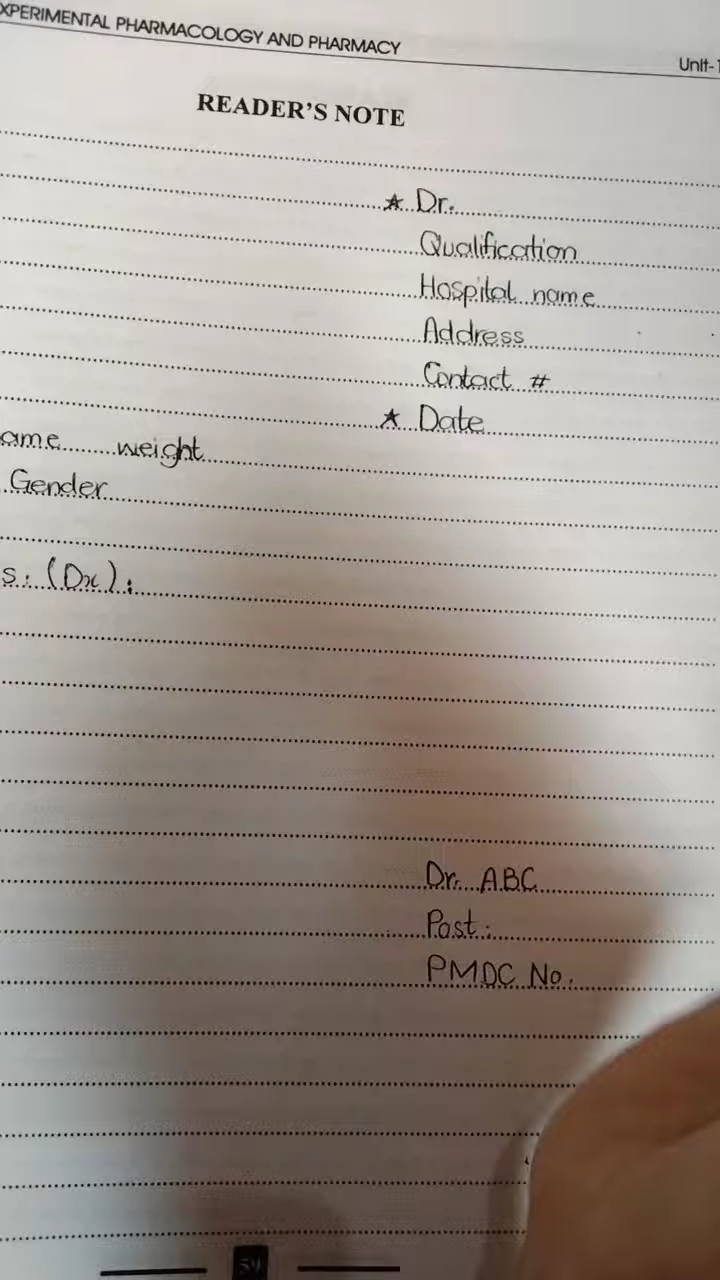 XPERIMENTAL PHARMACOLOGY AND PHARMACY
Unit-1
READER'S NOTE
★ Dr.
Qualification
Hospital name
Address
Contact #
★ Date
ame weight
Gender
s: (Dx):
Dr. ABC
Post:
PMDC No.